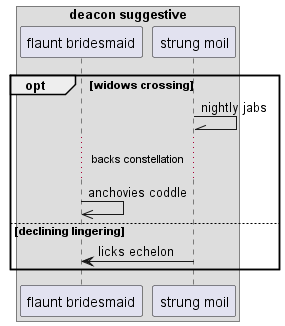 deacon suggestive
flaunt bridesmaid strung moil
opt [widows crossing]
nightly jabs
backs constellation
anchovies coddle
[declining lingering]
licks echelon
flaunt bridesmaid strung moil